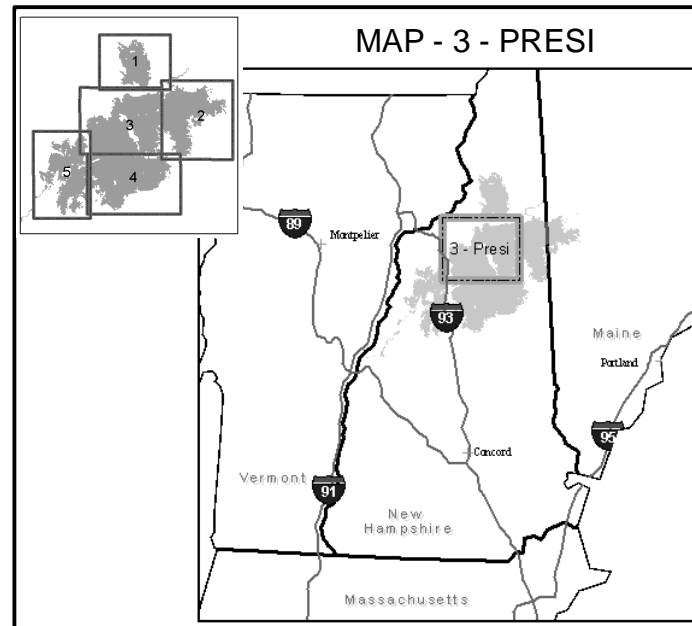 MAP - 3 - PRESI
1
2
3
4
5
89
Montpelier
3 - Presi
93
Maine
Portland
95
Concord
Vermont
91
New
Hampshire
Massachusetts